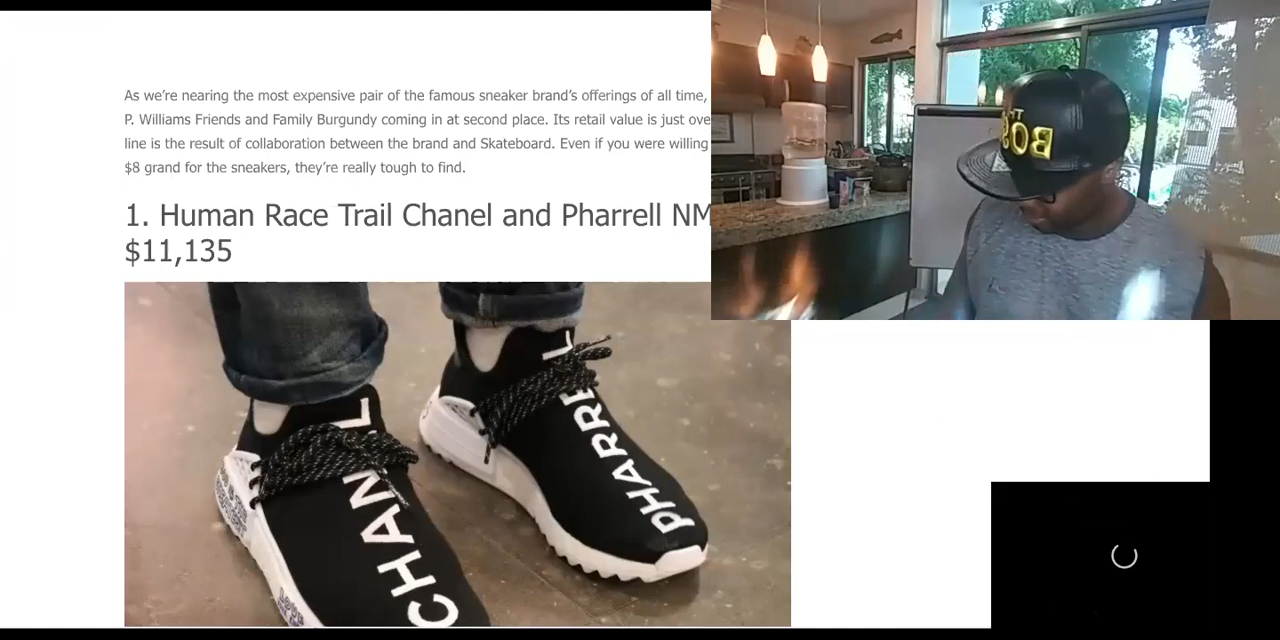 As we’re nearing the most expensive pair of the famous sneaker brand’s offerings of all time,
P. Williams Friends and Family Burgundy coming in at second place. Its retail value is just ove
line is the result of collaboration between the brand and Skateboard. Even if you were willing
$8 grand for the sneakers, they’re really tough to find.
1. Human Race Trail Chanel and Pharrell NM
$11,135
CHANEL
PHARREL
BOS